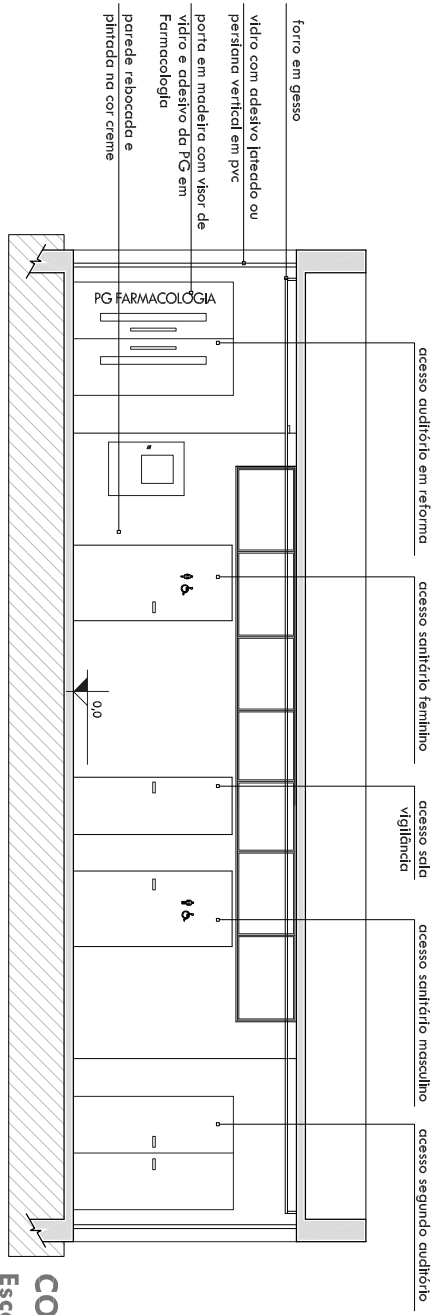 forro em gesso
vidro com adesivo jateado ou
persiana vertical em pvc
porta em madeira com visor de
vidro e adesivo da PG em
Farmacologia
parede rebocada e
pintada na cor creme
acesso auditório em reforma
acesso sanitário feminino
acesso sala
vigilância
acesso sanitário masculino
acesso segundo auditório
PG FARMACOLOGIA
0,0